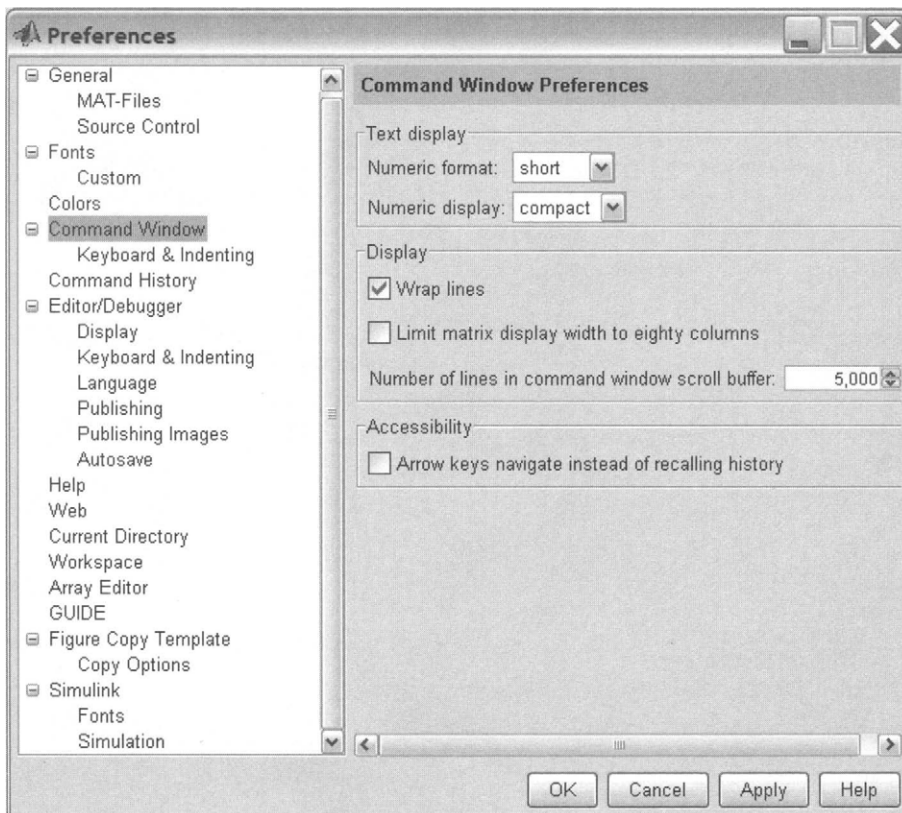 Preferences
General
MAT-Files
Source Control
Fonts
Custom
Colors
Command Window
Keyboard & Indenting
Command History
Editor/Debugger
Display
Keyboard & Indenting
Language
Publishing
Publishing Images
Autosave
Help
Web
Current Directory
Workspace
Array Editor
GUIDE
Figure Copy Template
Copy Options
Simulink
Fonts
Simulation
Command Window Preferences
Text display
Numeric format: short
Numeric display: compact
Display
Wrap lines
Limit matrix display width to eighty columns
Number of lines in command window scroll buffer: 5,000
Accessibility
Arrow keys navigate instead of recalling history
OK Cancel Apply Help